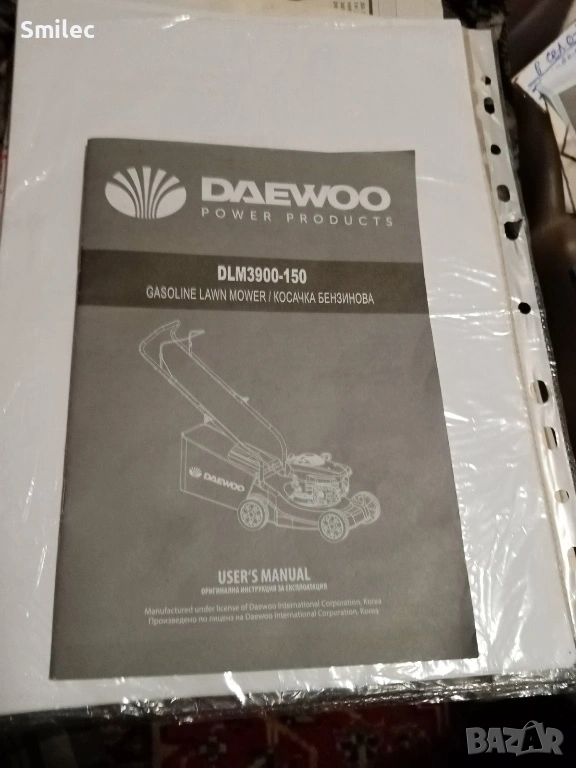 Smilec
DAEWOO
POWER PRODUCTS
DLM3900-150
GASOLINE LAWN MOWER / КОСАЧКА БЕНЗИНОВА
DAEWOO
USER'S MANUAL
ОРИГИНАЛНА ИНСТРУКЦИЯ ЗА ЕКСПЛОАТАЦИЯ
Manufactured under license of Daewoo International Corporation, Korea
Произведено по лиценз на Daewoo International Corporation, Korea
BAZAR